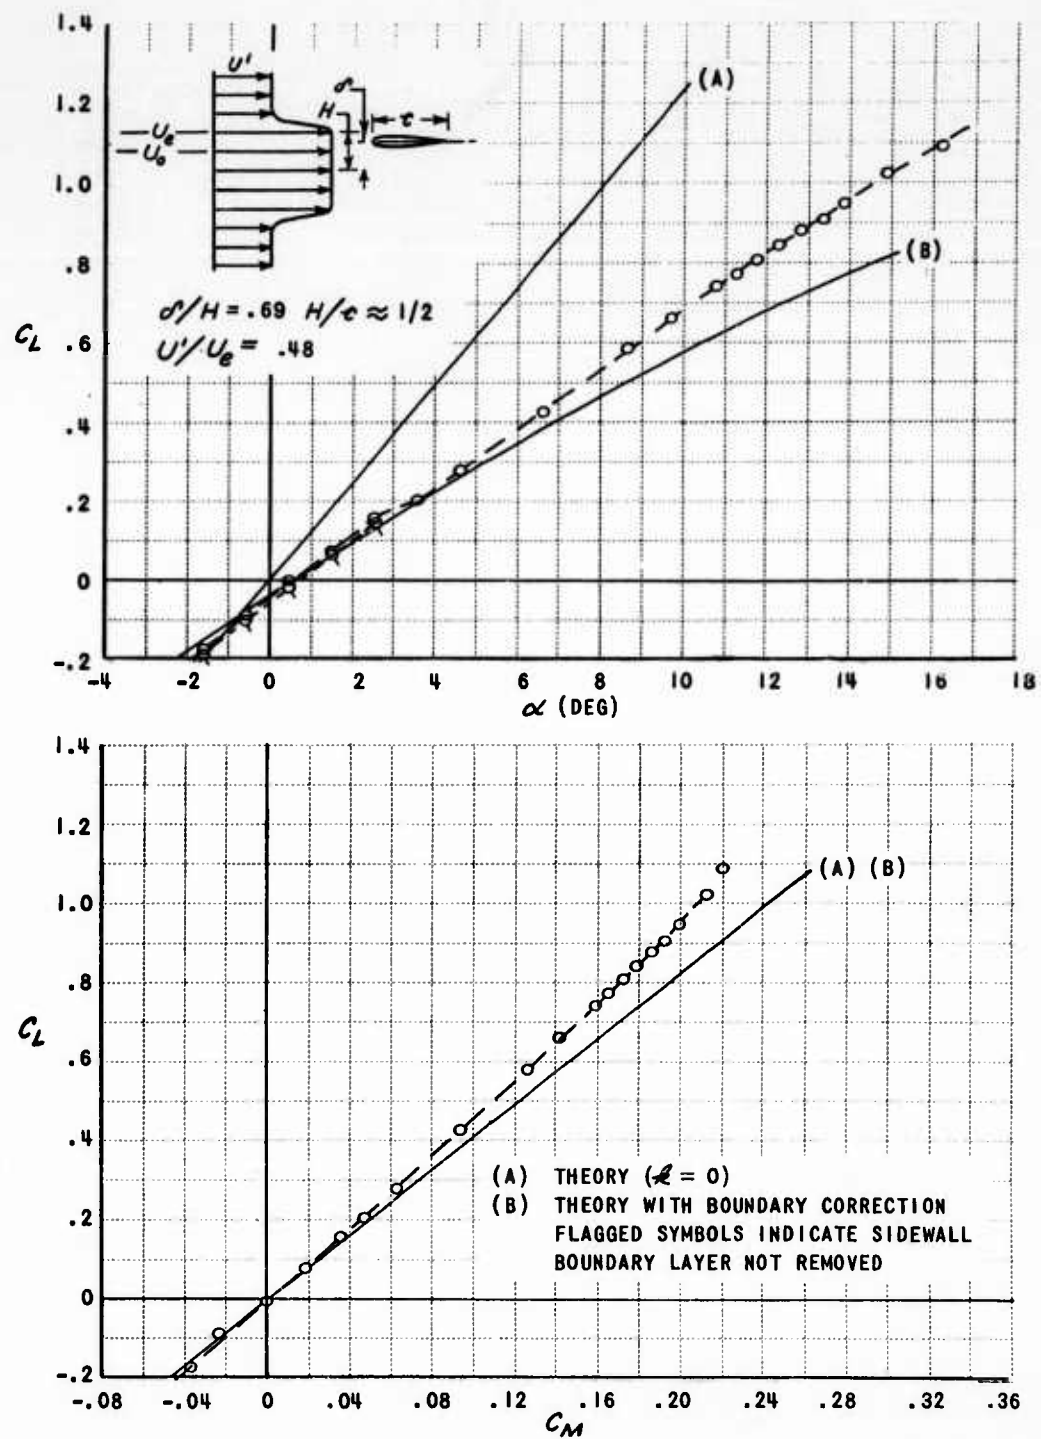 1.4
1.2
1.0
.8
.6
.4
.2
0
-.2
C_L
U'
U_e
U_o
δ
H
c
(A)
(B)
δ/H = .69 H/c ≈ 1/2
U'/U_e = .48
-4 -2 0 2 4 6 8 10 12 14 16 18
α (DEG)
1.4
1.2
1.0
.8
.6
.4
.2
0
-.2
C_L
(A) (B)
(A) THEORY (k = 0)
(B) THEORY WITH BOUNDARY CORRECTION
FLAGGED SYMBOLS INDICATE SIDEWALL
BOUNDARY LAYER NOT REMOVED
-.08 -.04 0 .04 .08 .12 .16 .20 .24 .28 .32 .36
C_M